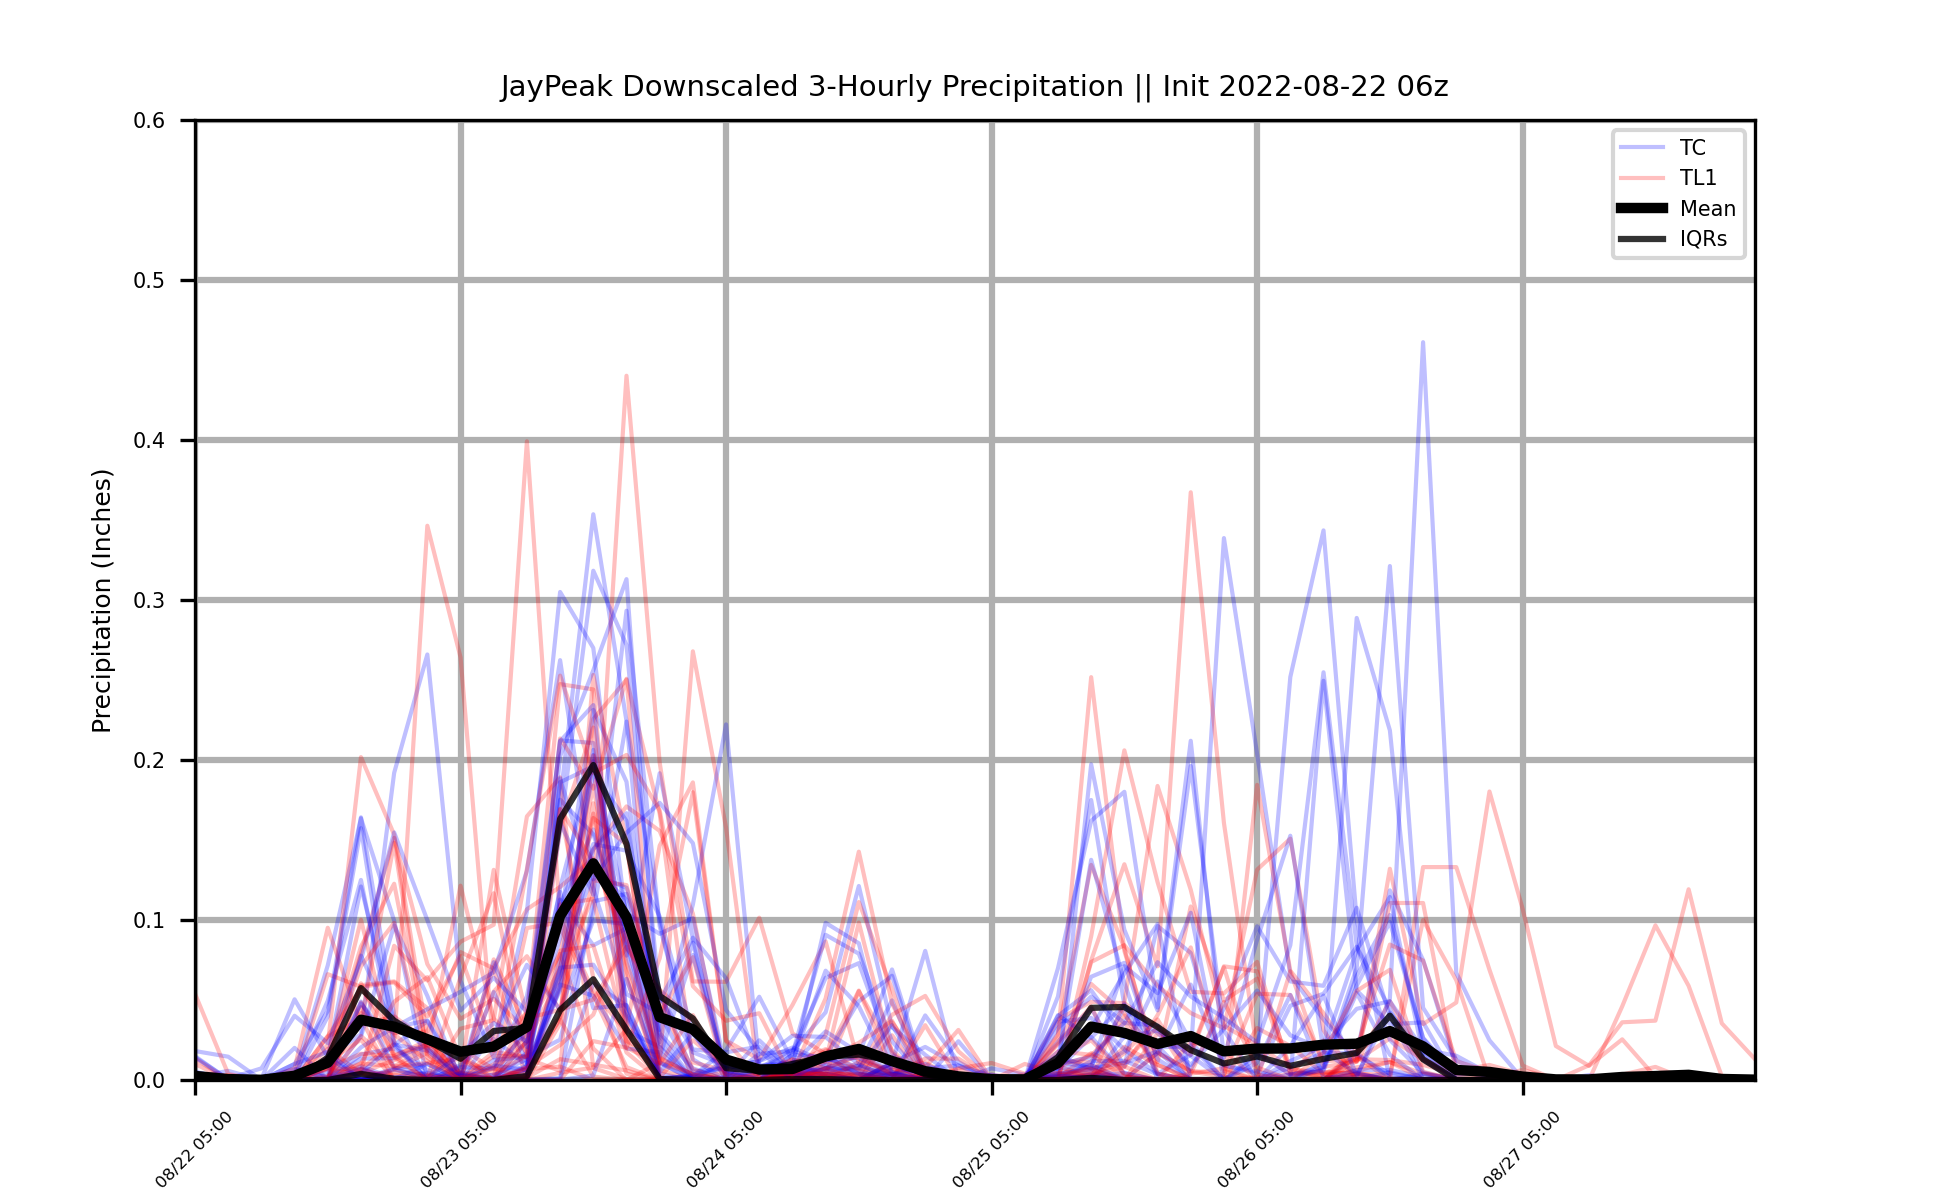 JayPeak Downscaled 3-Hourly Precipitation || Init 2022-08-22 06z
TC
TL1
Mean
IQRs
Precipitation (Inches)
0.6
0.5
0.4
0.3
0.2
0.1
0.0
08/22 05:00
08/23 05:00
08/24 05:00
08/25 05:00
08/26 05:00
08/27 05:00